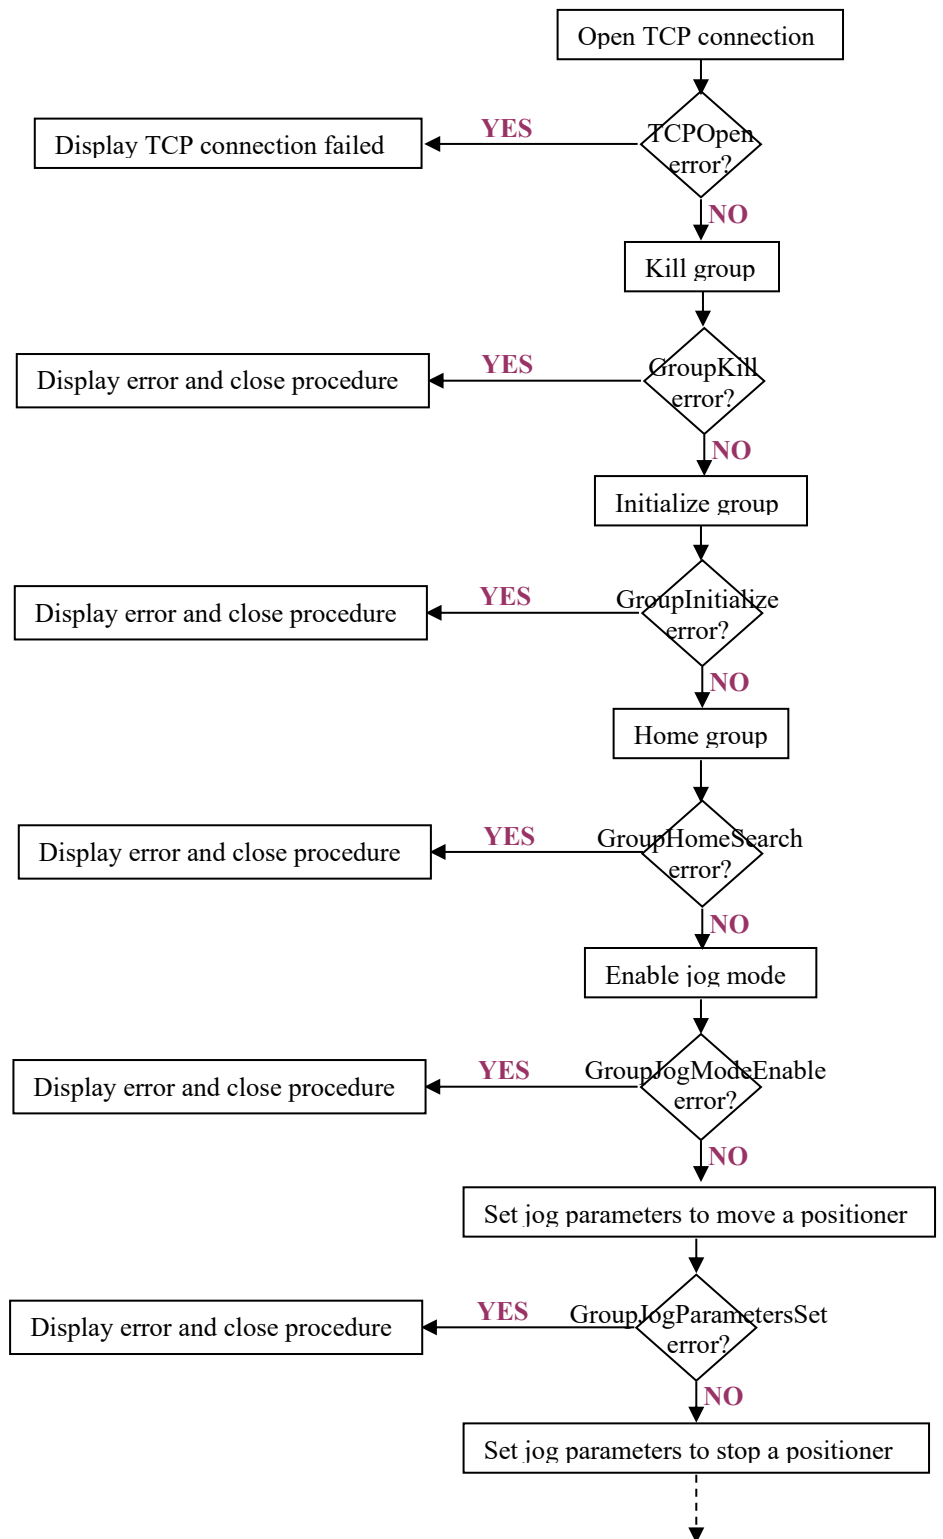 Open TCP connection
TCPOpen
error?
YES
Display TCP connection failed
NO
Kill group
GroupKill
error?
YES
Display error and close procedure
NO
Initialize group
GroupInitialize
error?
YES
Display error and close procedure
NO
Home group
GroupHomeSearch
error?
YES
Display error and close procedure
NO
Enable jog mode
GroupJogModeEnable
error?
YES
Display error and close procedure
NO
Set jog parameters to move a positioner
GroupJogParametersSet
error?
YES
Display error and close procedure
NO
Set jog parameters to stop a positioner